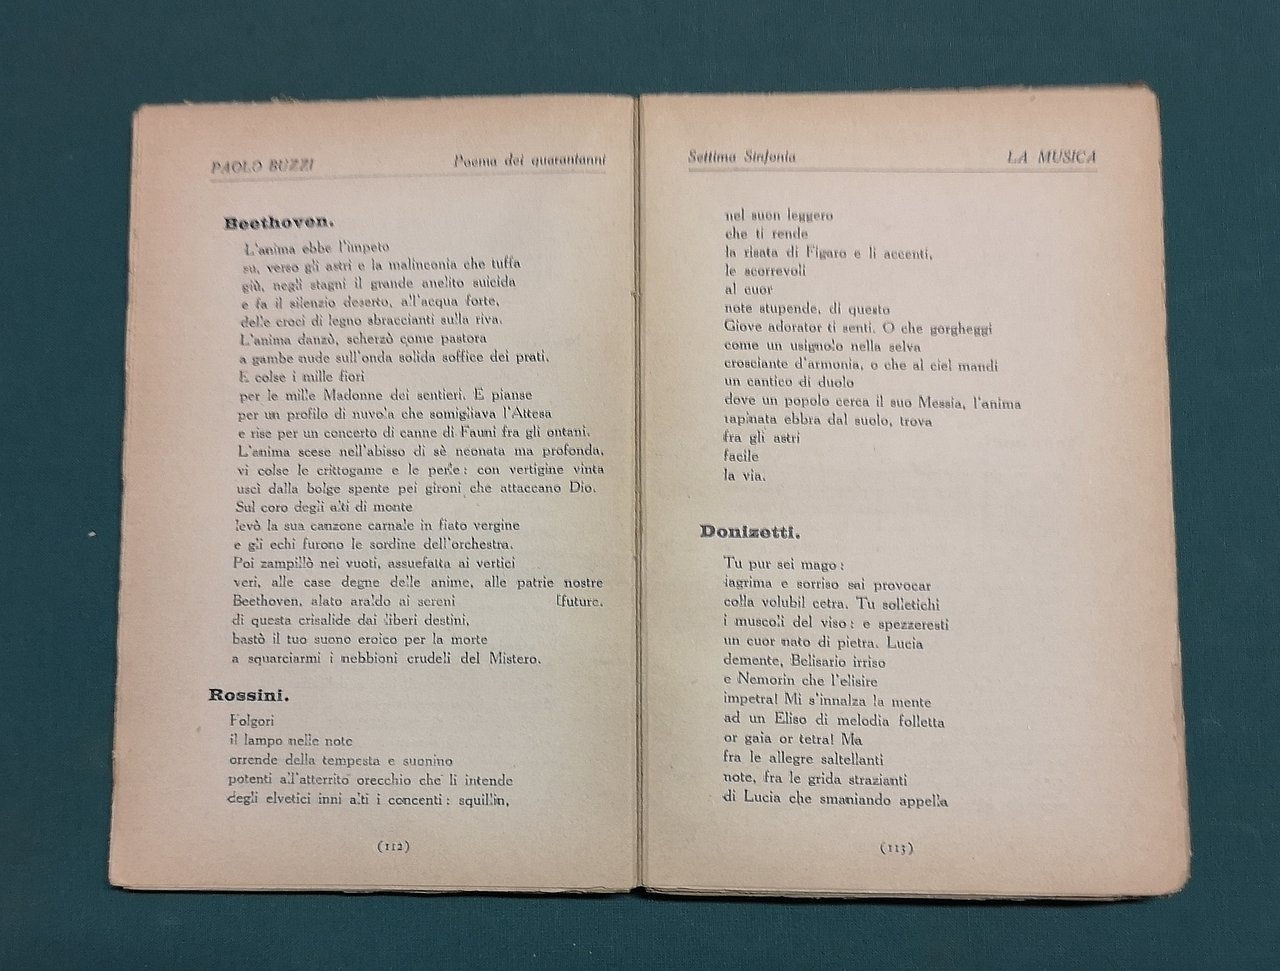 PAOLO BUZZI Poema dei quarantanni
Beethoven.
L'anima ebbe l'impeto
su, verso gli astri e la malinconia che tuffa
giù, negli stagni il grande anelito suicida
e fa il silenzio deserto, all'acqua forte,
delle croci di legno abbraccianti sulla riva.
L'anima danzò, scherzò come pastora
a gambe nude sull'onda solida soffice dei prati.
E colse i mille fiori
per le mille Madonne dei sentieri. E pianse
per un profilo di nuvola che somigliava l'Attesa
e rise per un concerto di canne di Fauni fra gli ontani.
L'anima scese nell'abisso di sè neonata ma profonda,
vi colse le crittogame e le perle: con vertigine vinta
uscì dalla bolge spente pei gironi che attaccano Dio.
Sul coro degli alti di monte
levò la sua canzone carnale in fiato vergine
e gli echi furono le sordine dell'orchestra.
Poi zampillò nei vuoti, assuefatta ai vertici
veri, alle case degne delle anime, alle patrie nostre
Beethoven, alato araldo ai sereni [future.
di questa crisalide dai liberi destini,
bastò il tuo suono eroico per la morte
a squarciarmi i nebbioni crudeli del Mistero.
Rossini.
Folgori
il lampo nelle note
orrende della tempesta e suonino
potenti all'atterrito orecchio che li intende
degli elvetici inni alti i concenti: squillin,
(112)
Settima Sinfonia LA MUSICA
nel suon leggero
che ti rende
la risata di Figaro e li accenti,
le scorrevoli
al cuor
note stupende, di questo
Giove adorator ti senti. O che gorgheggi
come un usignolo nella selva
crosciante d'armonia, o che al ciel mandi
un cantico di duolo
dove un popolo cerca il suo Messia, l'anima
rapinata ebbra dal suolo, trova
fra gli astri
facile
la via.
Donizetti.
Tu pur sei mago:
lagrima e sorriso sai provocar
colla volubil cetra. Tu solletichi
i muscoli del viso: e spezzeresti
un cuor nato di pietra. Lucia
demente, Belisario irriso
e Nemorin che l'elisire
impetra! Mi s'innalza la mente
ad un Eliso di melodia folletta
or gaia or tetra! Ma
fra le allegre saltellanti
note, fra le grida strazianti
di Lucia che smaniando appella
(113)